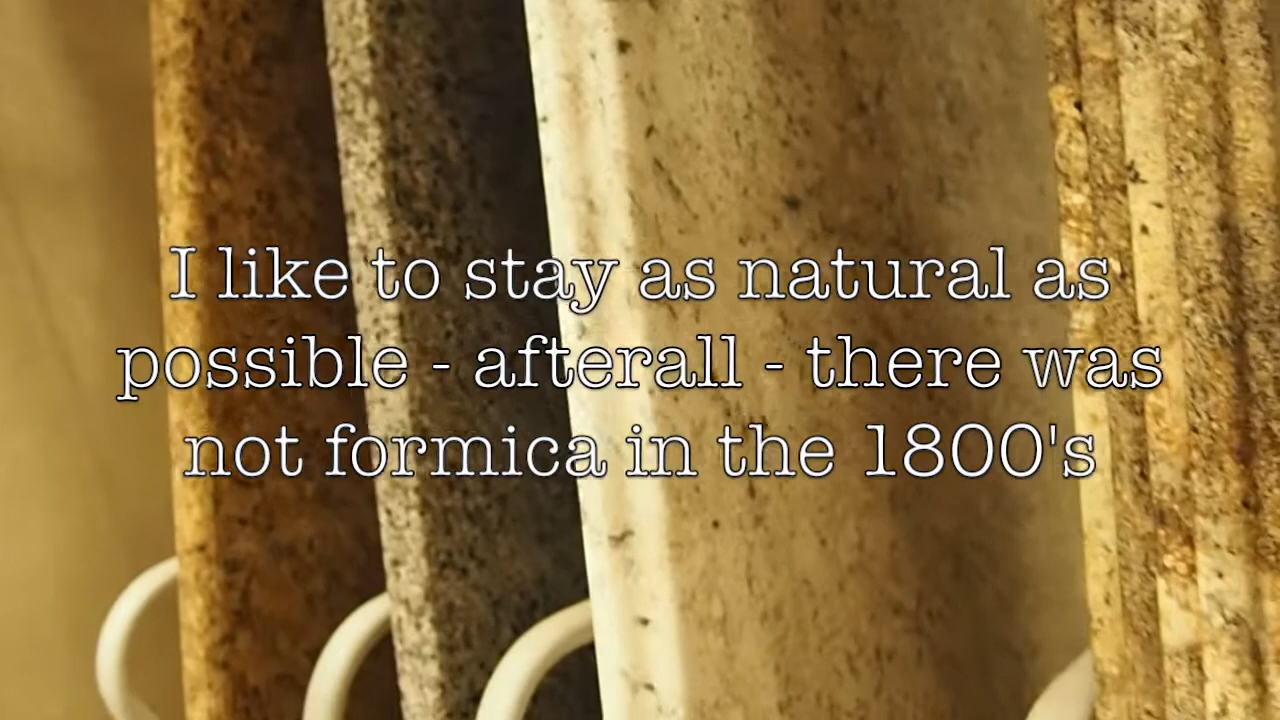 I like to stay as natural as
possible - afterall - there was
not formica in the 1800's